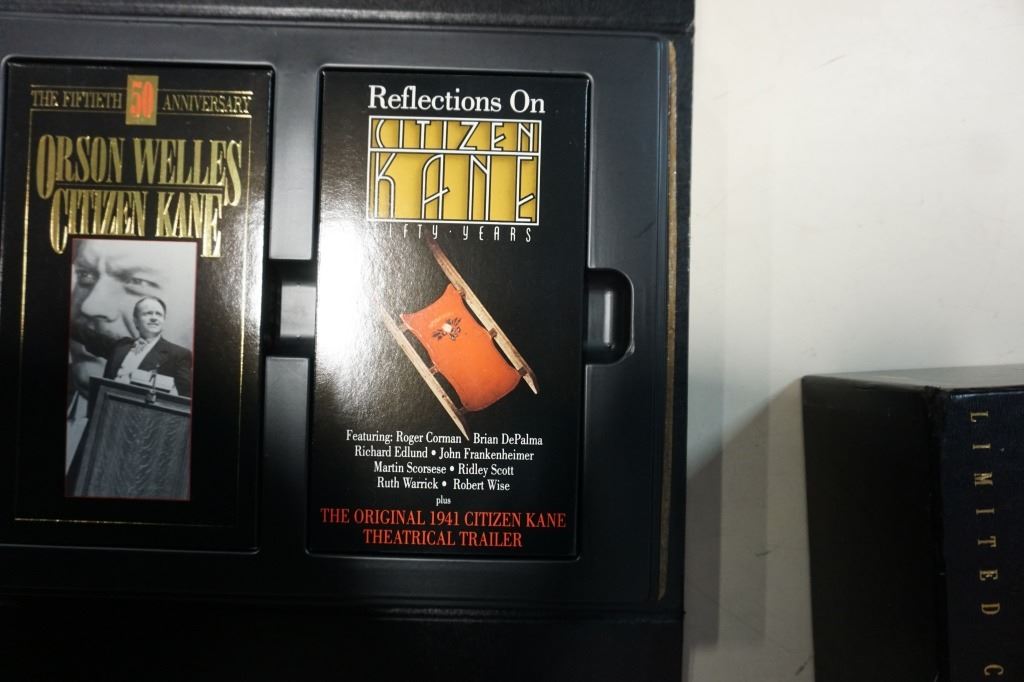 THE FIFTIETH 50 ANNIVERSARY
ORSON WELLES
CITIZEN KANE
Reflections On
CITIZEN
KANE
FIFTY · YEARS
Featuring: Roger Corman Brian DePalma
Richard Edlund • John Frankenheimer
Martin Scorsese • Ridley Scott
Ruth Warrick • Robert Wise
plus
THE ORIGINAL 1941 CITIZEN KANE
THEATRICAL TRAILER
LIMITED C